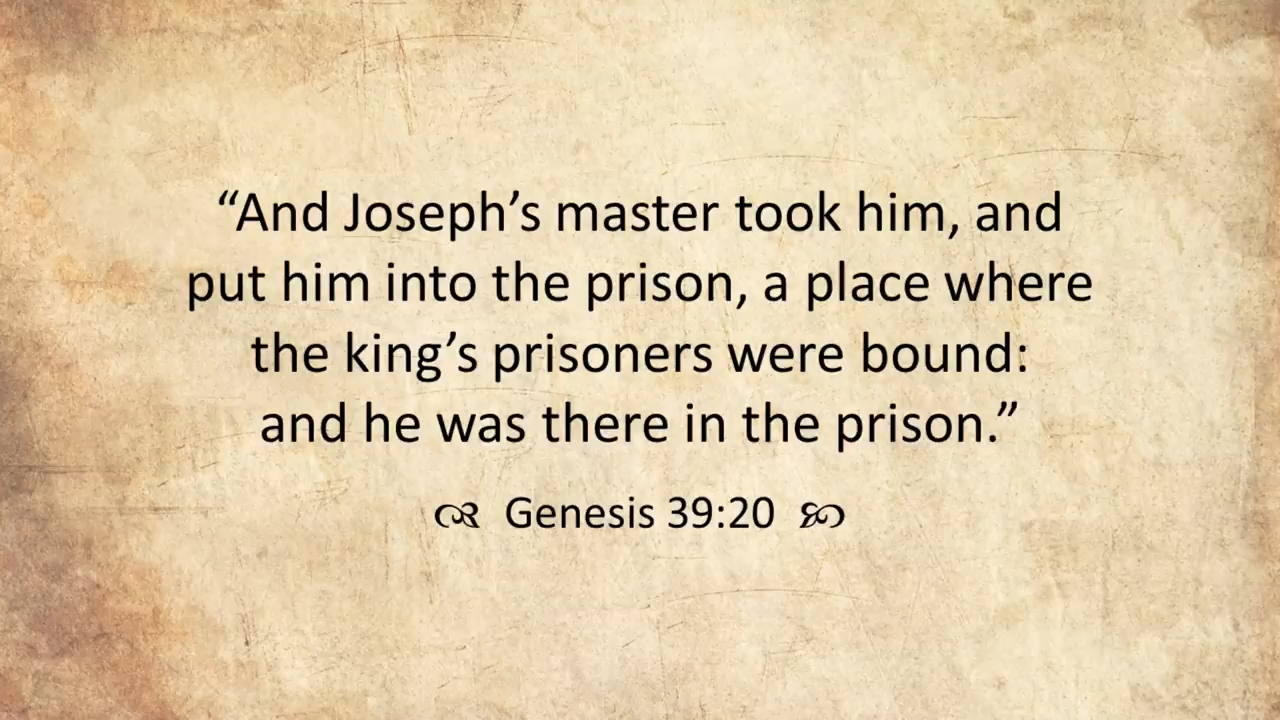 “And Joseph’s master took him, and
put him into the prison, a place where
the king’s prisoners were bound:
and he was there in the prison.”
Genesis 39:20